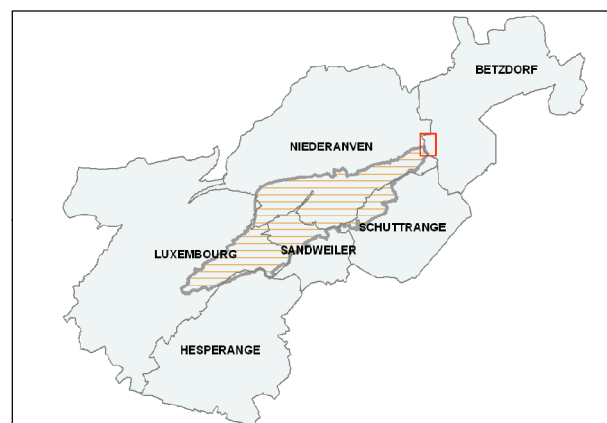 BETZDORF
NIEDERANVEN
SCHUTTRANGE
LUXEMBOURG
SANDWEILER
HESPERANGE